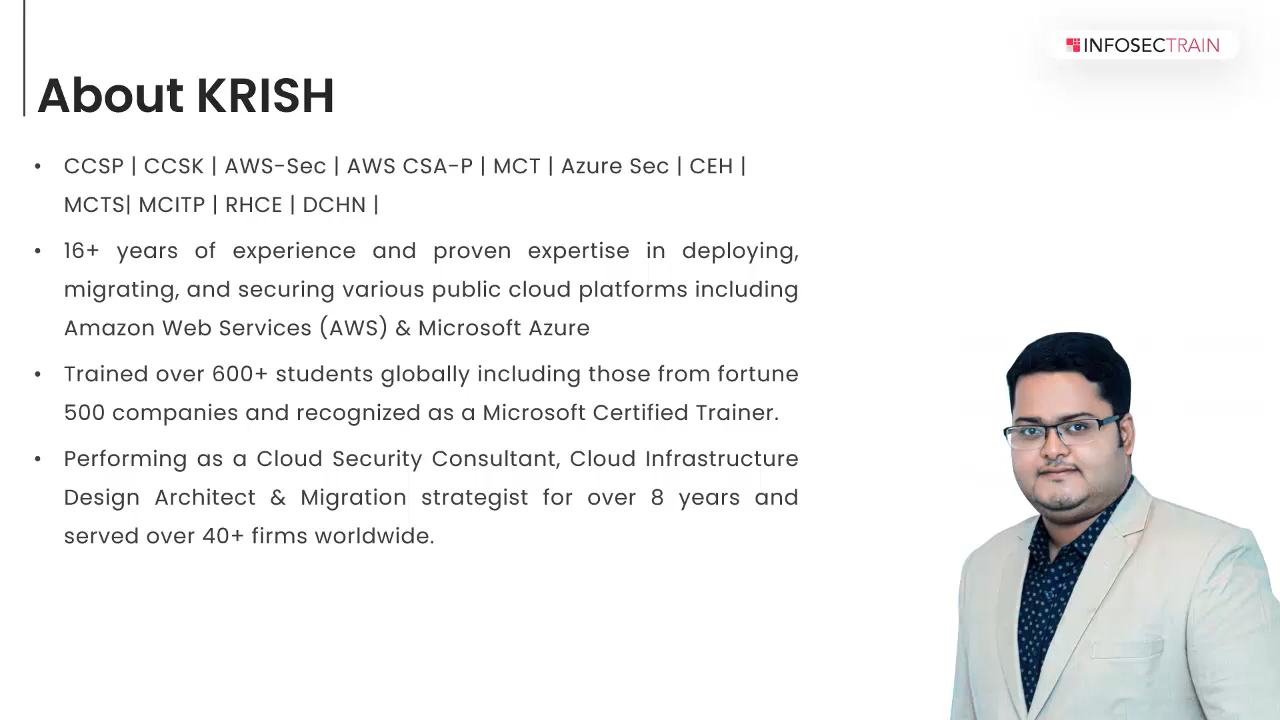 INFOSECTRAIN
About KRISH
• CCSP | CCSK | AWS-Sec | AWS CSA-P | MCT | Azure Sec | CEH |
MCTS| MCITP | RHCE | DCHN |
• 16+ years of experience and proven expertise in deploying,
migrating, and securing various public cloud platforms including
Amazon Web Services (AWS) & Microsoft Azure
• Trained over 600+ students globally including those from fortune
500 companies and recognized as a Microsoft Certified Trainer.
• Performing as a Cloud Security Consultant, Cloud Infrastructure
Design Architect & Migration strategist for over 8 years and
served over 40+ firms worldwide.